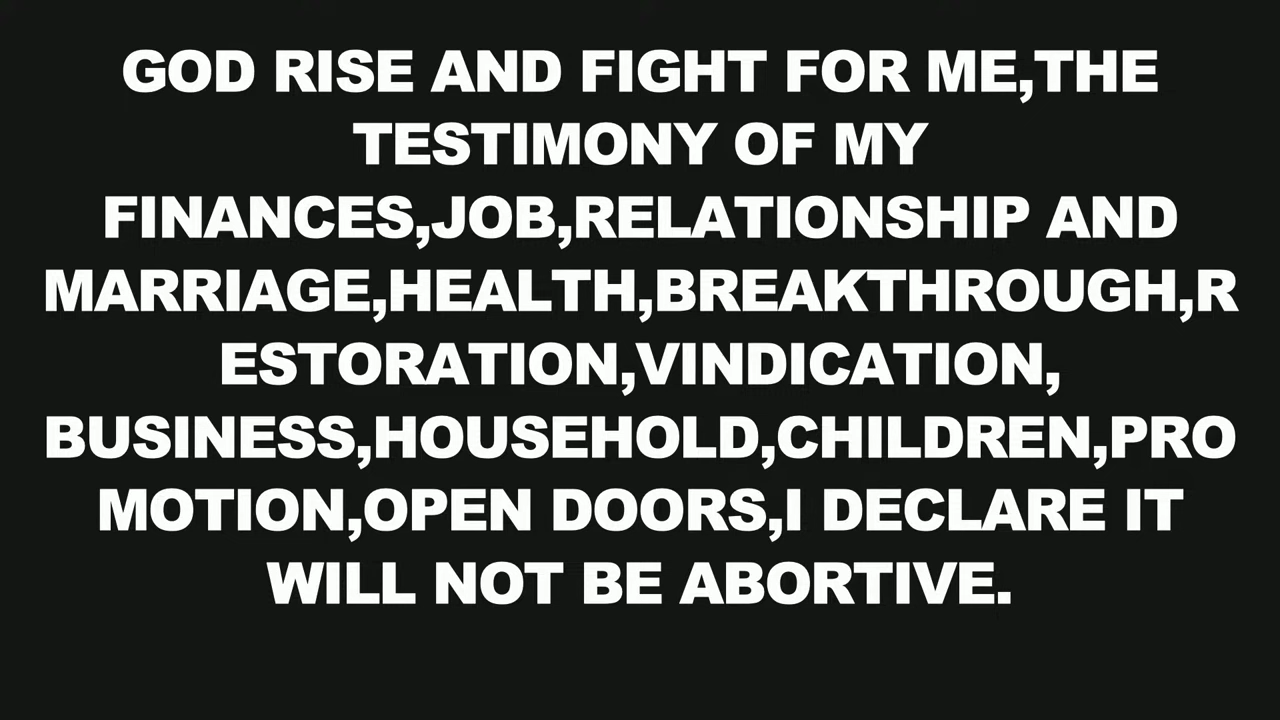 GOD RISE AND FIGHT FOR ME,THE
TESTIMONY OF MY
FINANCES,JOB,RELATIONSHIP AND
MARRIAGE,HEALTH,BREAKTHROUGH,R
ESTORATION,VINDICATION,
BUSINESS,HOUSEHOLD,CHILDREN,PRO
MOTION,OPEN DOORS,I DECLARE IT
WILL NOT BE ABORTIVE.